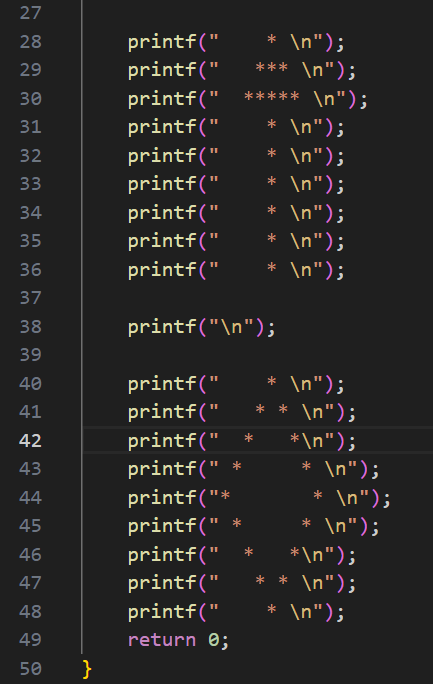 27
28    printf("    * \n");
29    printf("   *** \n");
30    printf("  ***** \n");
31    printf("    * \n");
32    printf("    * \n");
33    printf("    * \n");
34    printf("    * \n");
35    printf("    * \n");
36    printf("    * \n");
37
38    printf("\n");
39
40    printf("    * \n");
41    printf("   * * \n");
42    printf("  *   *\n");
43    printf(" *     * \n");
44    printf("*       * \n");
45    printf(" *     * \n");
46    printf("  *   *\n");
47    printf("   * * \n");
48    printf("    * \n");
49    return 0;
50 }